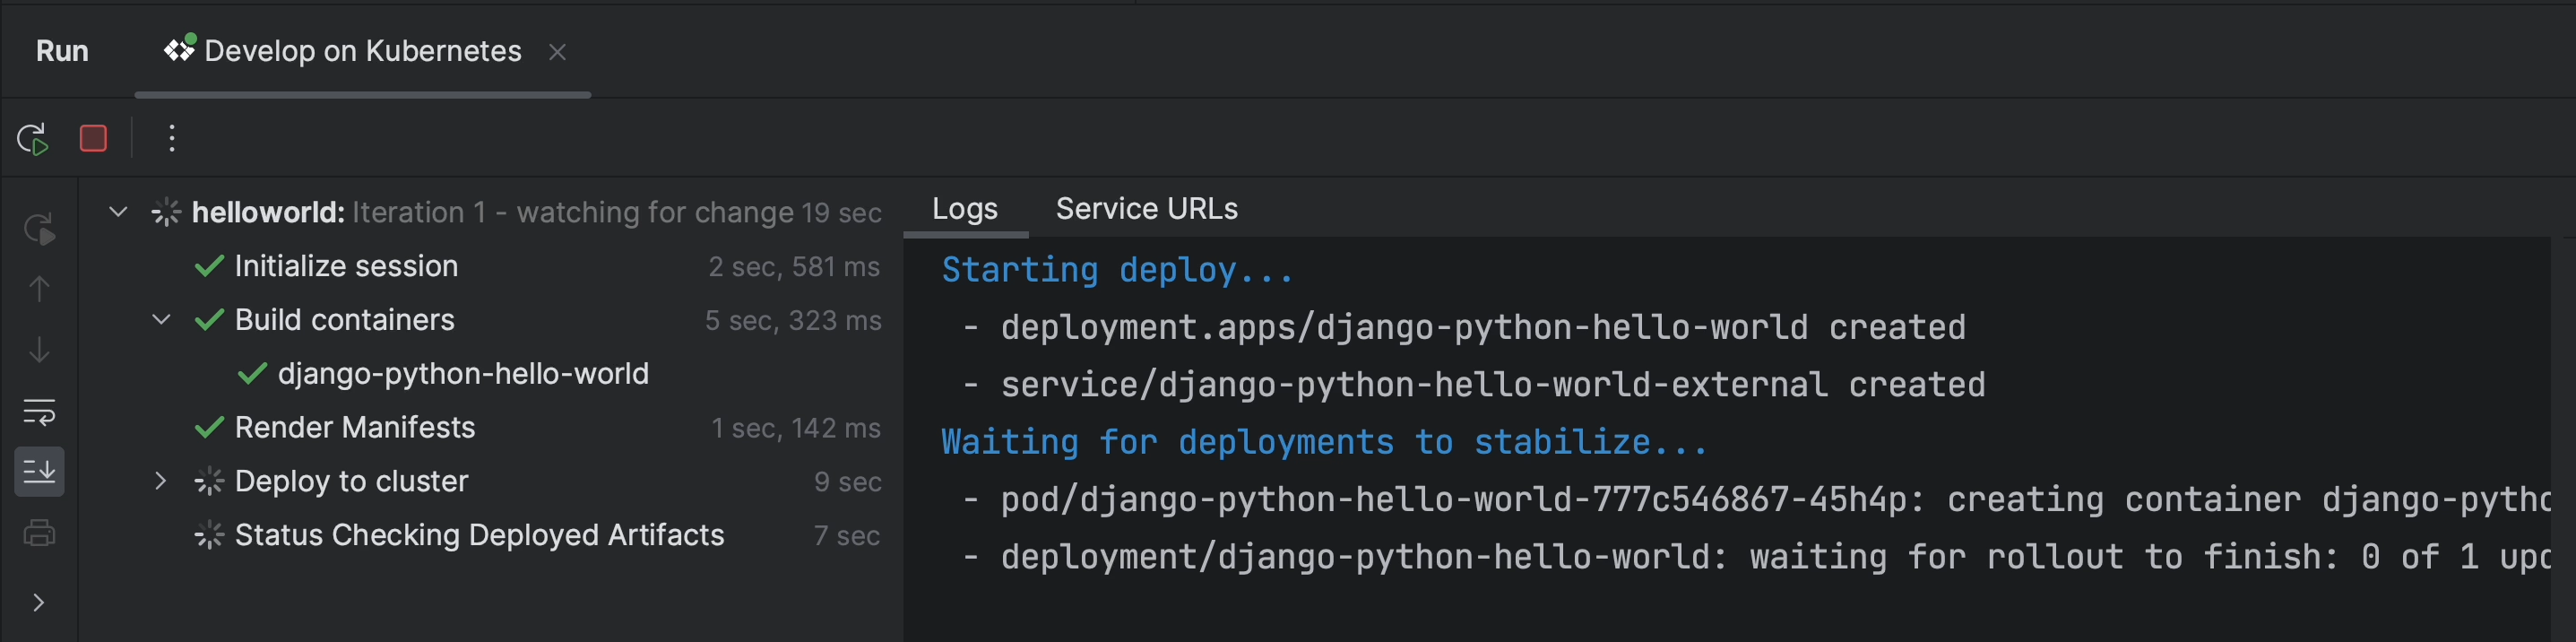 Run
Develop on Kubernetes
helloworld: Iteration 1 - watching for change 19 sec
Initialize session 2 sec, 581 ms
Build containers 5 sec, 323 ms
django-python-hello-world
Render Manifests 1 sec, 142 ms
Deploy to cluster 9 sec
Status Checking Deployed Artifacts 7 sec
Logs Service URLs
Starting deploy...
- deployment.apps/django-python-hello-world created
- service/django-python-hello-world-external created
Waiting for deployments to stabilize...
- pod/django-python-hello-world-777c546867-45h4p: creating container django-pytho
- deployment/django-python-hello-world: waiting for rollout to finish: 0 of 1 upd